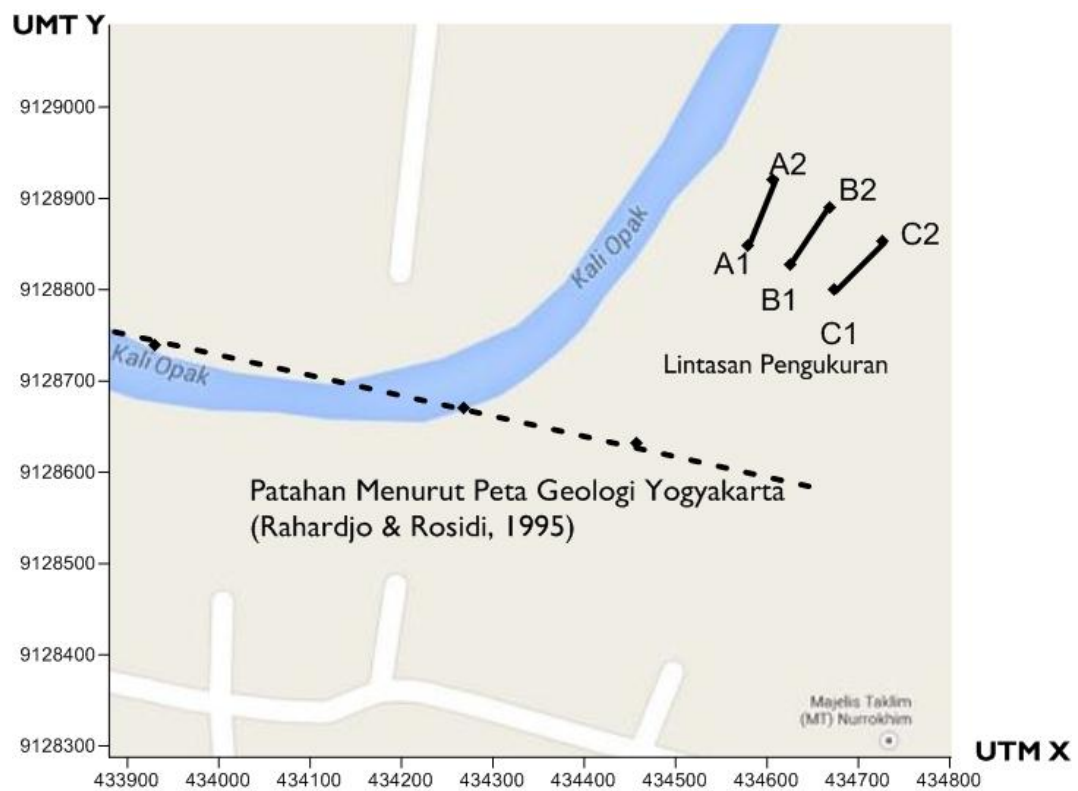 UMT Y
9129000
9128900
9128800
9128700
9128600
9128500
9128400
9128300
A2
B2
C2
A1
B1
C1
Kali Opak
Lintasan Pengukuran
Kali Opak
Patahan Menurut Peta Geologi Yogyakarta
(Rahardjo & Rosidi, 1995)
Majelis Taklim
(MT) Nurrokhim
UTM X
433900 434000 434100 434200 434300 434400 434500 434600 434700 434800